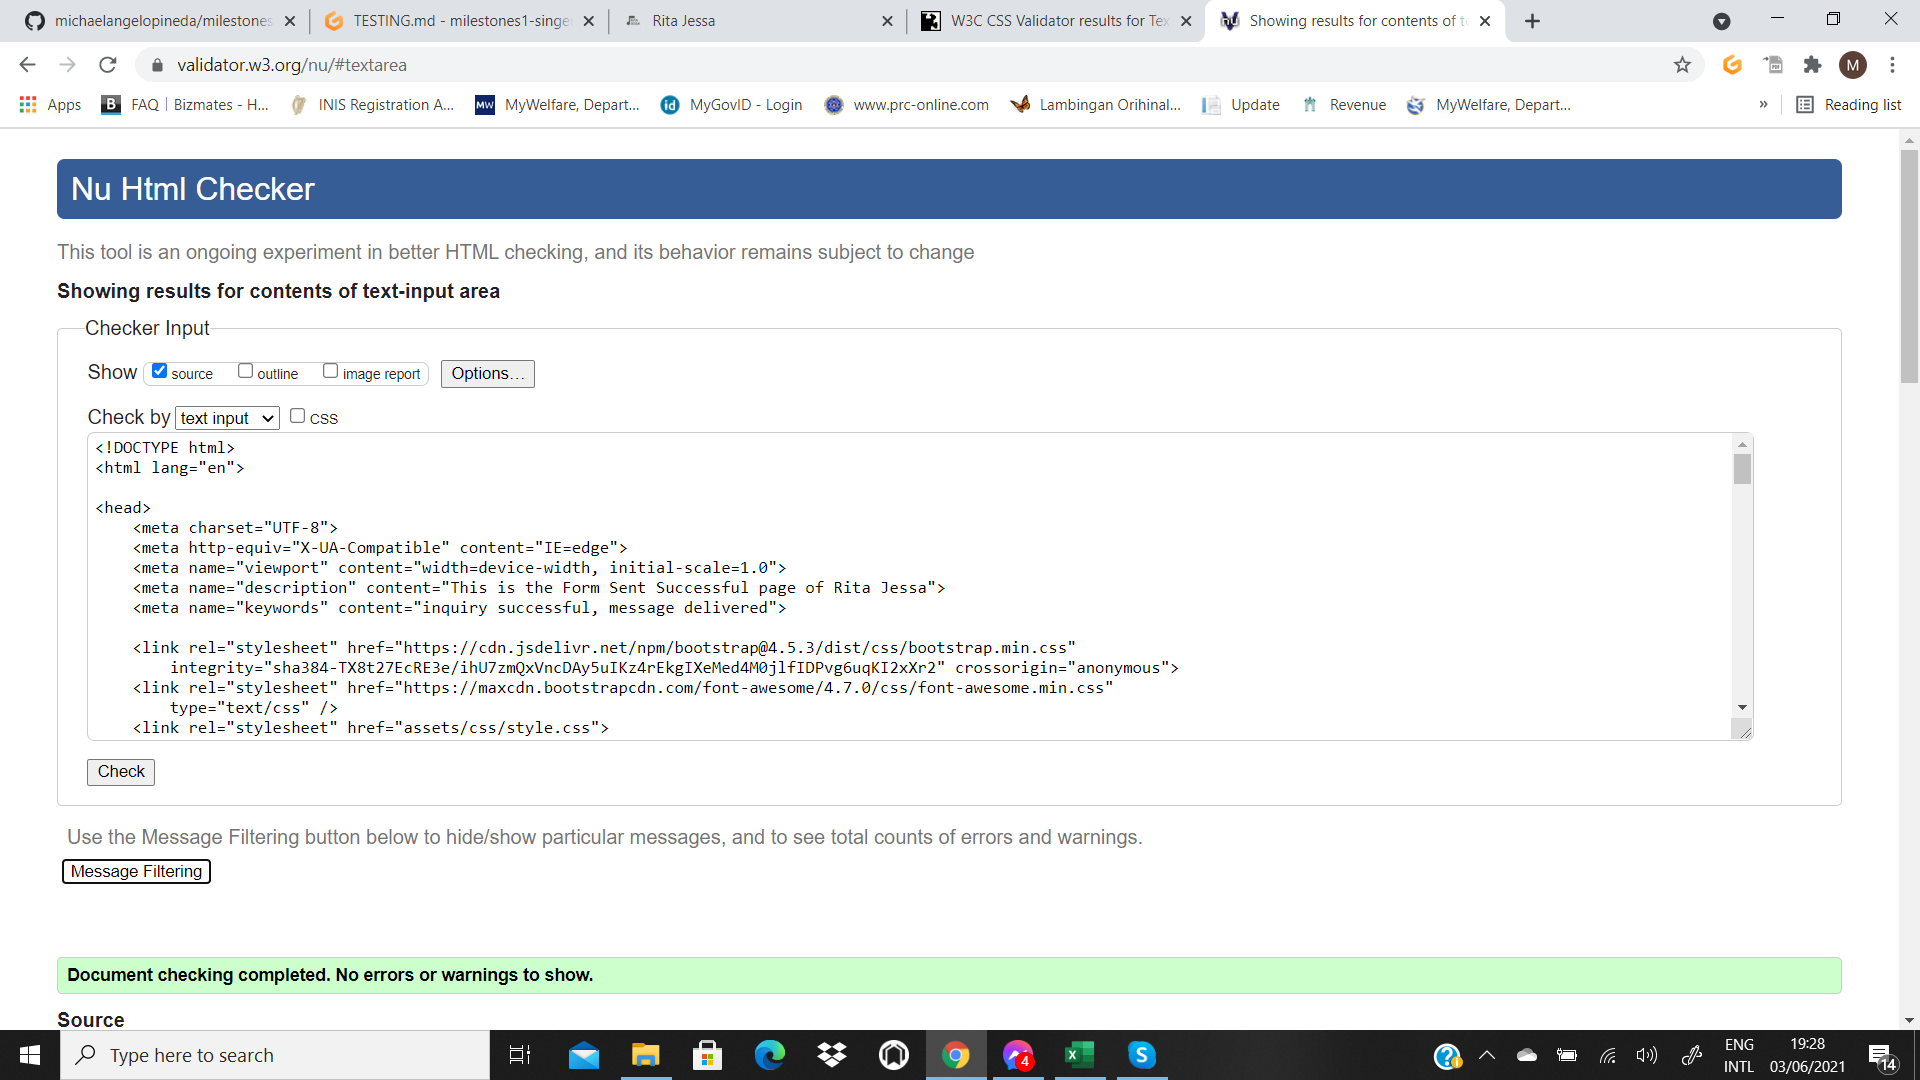 michaelangelopineda/milestones
TESTING.md - milestones1-singe
Rita Jessa
W3C CSS Validator results for Tex
Showing results for contents of t
validator.w3.org/nu/#textarea
M
Apps
B FAQ | Bizmates - H...
INIS Registration A...
MW MyWelfare, Depart...
id MyGovID - Login
www.prc-online.com
Lambingan Orihinal...
Update
Revenue
MyWelfare, Depart...
»
Reading list
Nu Html Checker
This tool is an ongoing experiment in better HTML checking, and its behavior remains subject to change
Showing results for contents of text-input area
Checker Input
Show source outline image report Options...
Check by text input CSS
<!DOCTYPE html>
<html lang="en">
<head>
<meta charset="UTF-8">
<meta http-equiv="X-UA-Compatible" content="IE=edge">
<meta name="viewport" content="width=device-width, initial-scale=1.0">
<meta name="description" content="This is the Form Sent Successful page of Rita Jessa">
<meta name="keywords" content="inquiry successful, message delivered">
<link rel="stylesheet" href="https://cdn.jsdelivr.net/npm/bootstrap@4.5.3/dist/css/bootstrap.min.css"
integrity="sha384-TX8t27EcRE3e/ihU7zmQxVncDAy5uIKz4rEkgIXeMed4M0jlfIDPvg6uqKI2xXr2" crossorigin="anonymous">
<link rel="stylesheet" href="https://maxcdn.bootstrapcdn.com/font-awesome/4.7.0/css/font-awesome.min.css"
type="text/css" />
<link rel="stylesheet" href="assets/css/style.css">
Check
Use the Message Filtering button below to hide/show particular messages, and to see total counts of errors and warnings.
Message Filtering
Document checking completed. No errors or warnings to show.
Source
Type here to search
4
ENG
INTL
19:28
03/06/2021
14